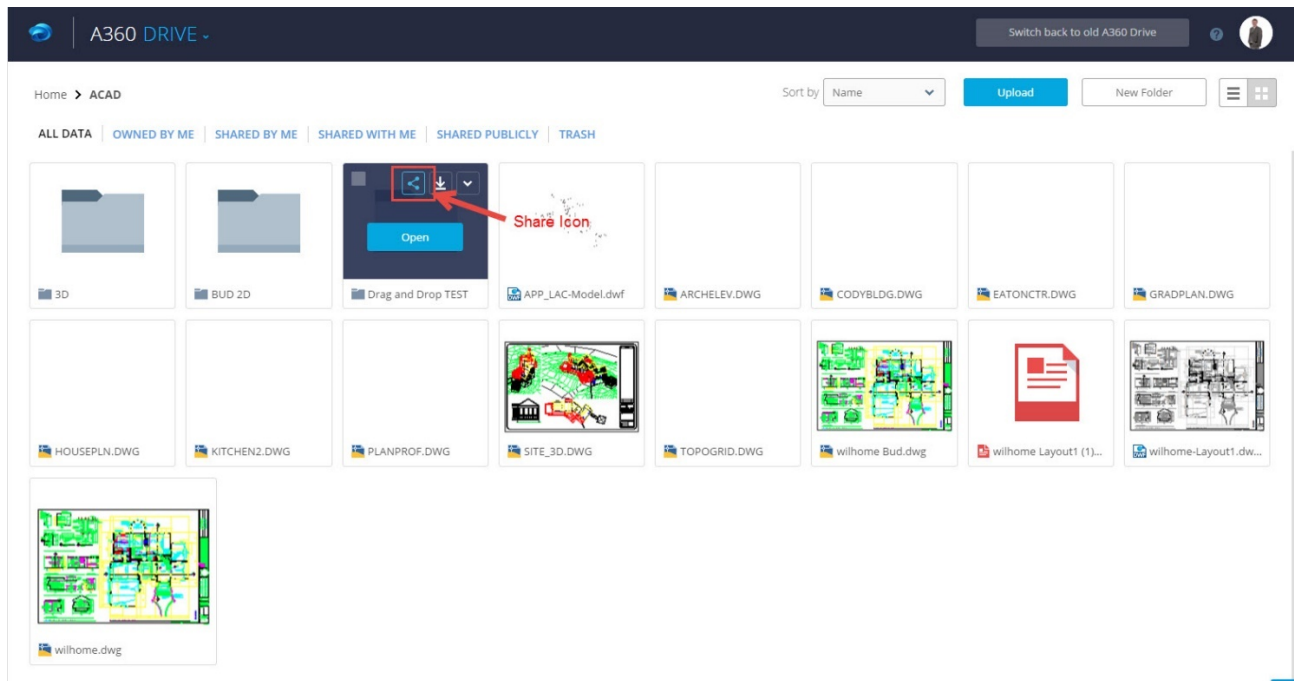 A360 DRIVE
Switch back to old A360 Drive
?
Home > ACAD
Sort by Name
Upload
New Folder
ALL DATA OWNED BY ME SHARED BY ME SHARED WITH ME SHARED PUBLICLY TRASH
Share Icon
Open
3D
BUD 2D
Drag and Drop TEST
APP_LAC-Model.dwf
ARCHELEV.DWG
CODYBLDG.DWG
EATONCTR.DWG
GRADPLAN.DWG
HOUSEPLN.DWG
KITCHEN2.DWG
PLANPROF.DWG
SITE_3D.DWG
TOPOGRID.DWG
wilhome Bud.dwg
wilhome Layout1 (1)...
wilhome-Layout1.dw...
wilhome.dwg